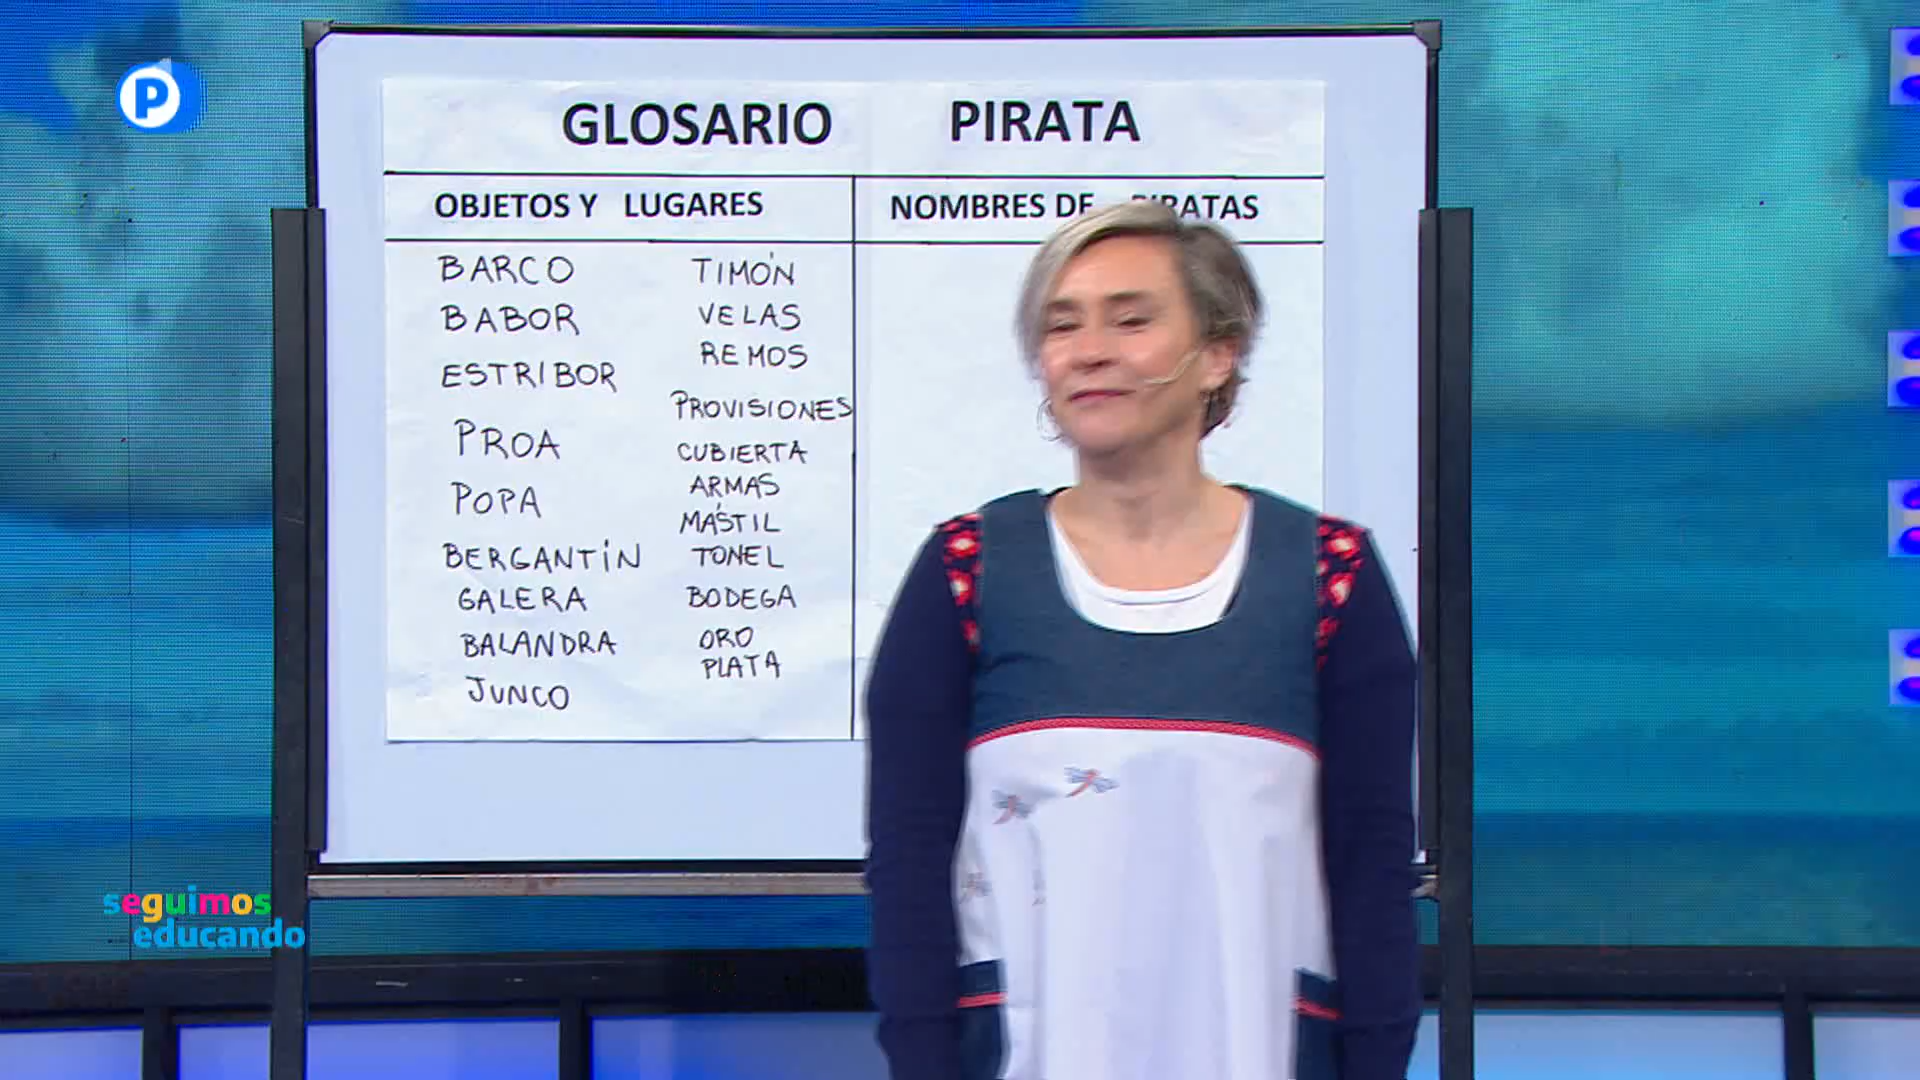 P
GLOSARIO PIRATA
OBJETOS Y LUGARES
NOMBRES DE PIRATAS
BARCO
BABOR
ESTRIBOR
PROA
POPA
BERGANTÍN
GALERA
BALANDRA
JUNCO
TIMÓN
VELAS
REMOS
PROVISIONES
CUBIERTA
ARMAS
MÁSTIL
TONEL
BODEGA
ORO
PLATA
seguimos
educando